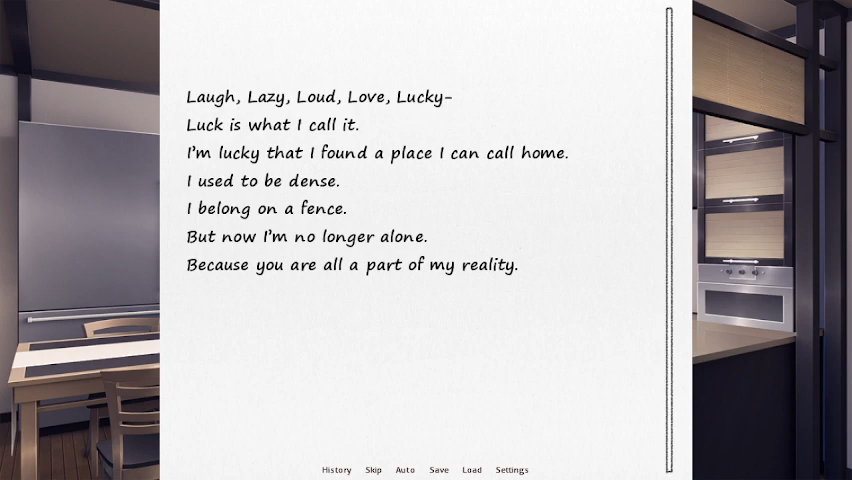 Laugh, Lazy, Loud, Love, Lucky-
Luck is what I call it.
I'm lucky that I found a place I can call home.
I used to be dense.
I belong on a fence.
But now I'm no longer alone.
Because you are all a part of my reality.
History Skip Auto Save Load Settings